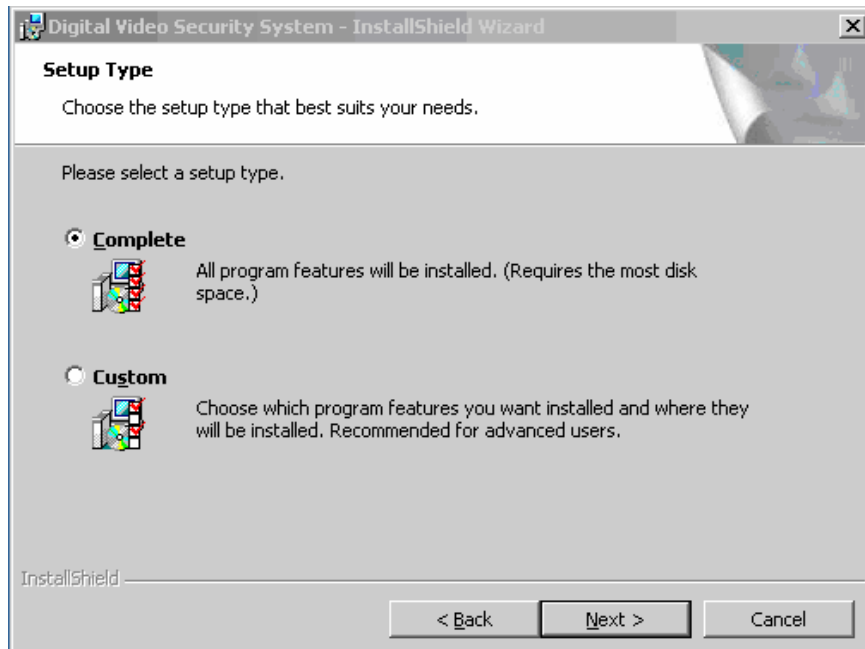 Digital Video Security System - InstallShield Wizard
Setup Type
Choose the setup type that best suits your needs.
Please select a setup type.
Complete
All program features will be installed. (Requires the most disk
space.)
Custom
Choose which program features you want installed and where they
will be installed. Recommended for advanced users.
InstallShield
< Back
Next >
Cancel